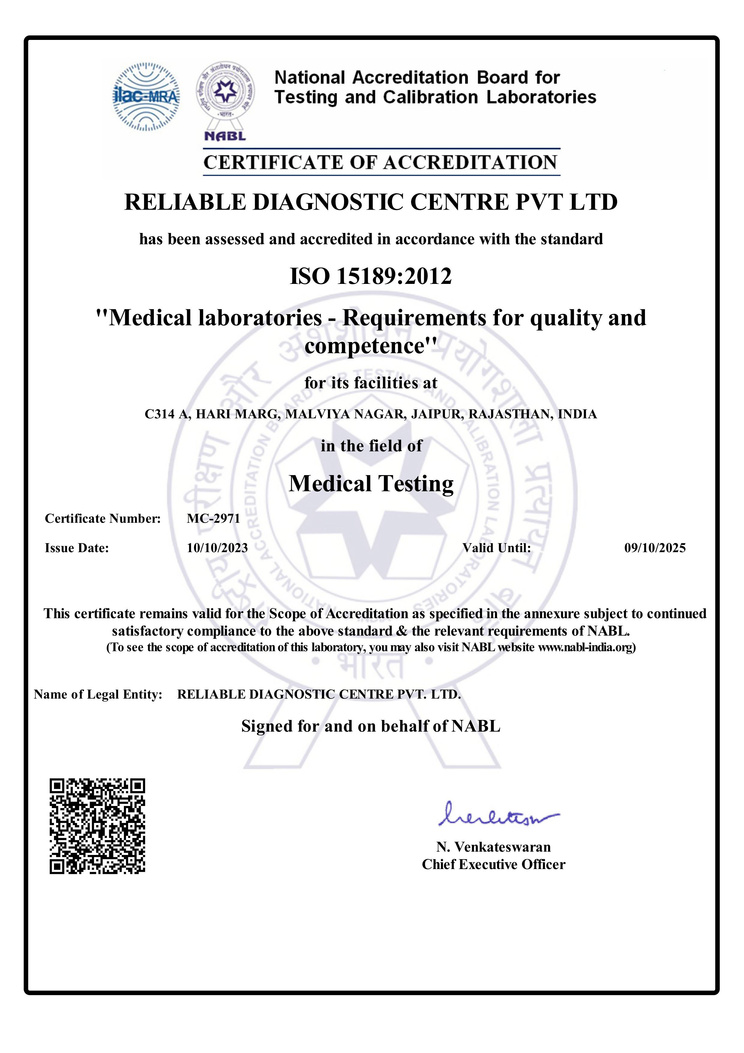 ilac-MRA
NABL
National Accreditation Board for
Testing and Calibration Laboratories
CERTIFICATE OF ACCREDITATION
RELIABLE DIAGNOSTIC CENTRE PVT LTD
has been assessed and accredited in accordance with the standard
ISO 15189:2012
"Medical laboratories - Requirements for quality and
competence"
for its facilities at
C314 A, HARI MARG, MALVIYA NAGAR, JAIPUR, RAJASTHAN, INDIA
in the field of
Medical Testing
Certificate Number: MC-2971
Issue Date: 10/10/2023 Valid Until: 09/10/2025
This certificate remains valid for the Scope of Accreditation as specified in the annexure subject to continued
satisfactory compliance to the above standard & the relevant requirements of NABL.
(To see the scope of accreditation of this laboratory, you may also visit NABL website www.nabl-india.org)
भारत
Name of Legal Entity: RELIABLE DIAGNOSTIC CENTRE PVT. LTD.
Signed for and on behalf of NABL
N. Venkateswaran
Chief Executive Officer